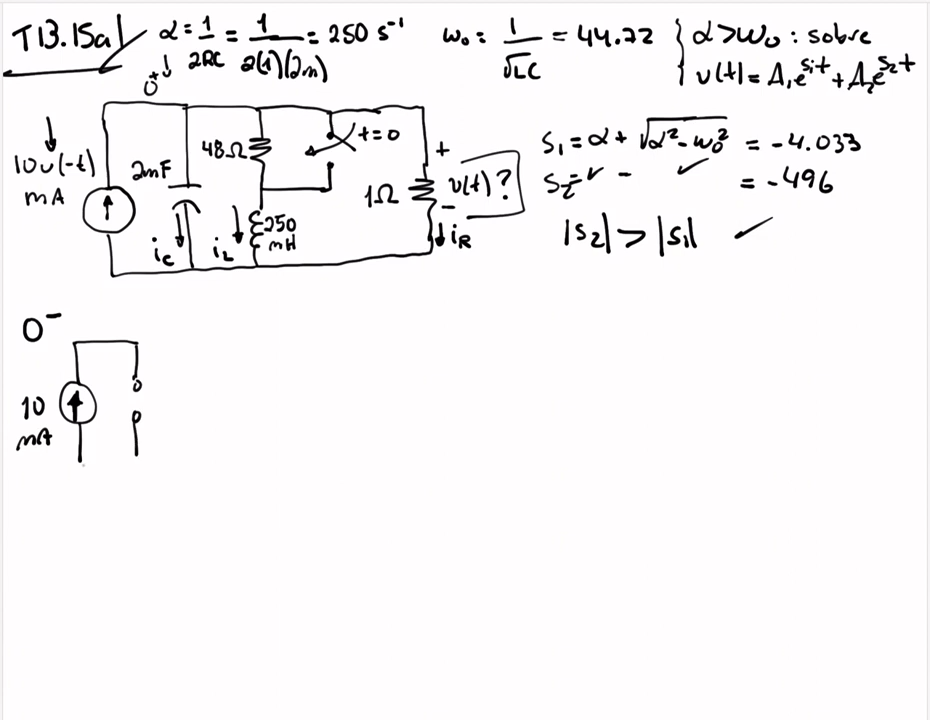 T13.15a) α = 1/2RC = 1/2(1)(2m) = 250 s⁻¹ ω₀ = 1/√LC = 44.72 { α > ω₀ : sobre
v(t) = A₁e^s₁t + A₂e^s₂t
0⁺ ↓
S₁ = α + √α² - ω₀² = -4.033
S₂ = ✓ - ✓ = -496
|S₂| > |S₁| ✓
10u(-t)
mA
2mF
48Ω
t=0
+
1Ω
v(t)?
-
250
mH
i_C
i_L
i_R
0⁻
10
mA